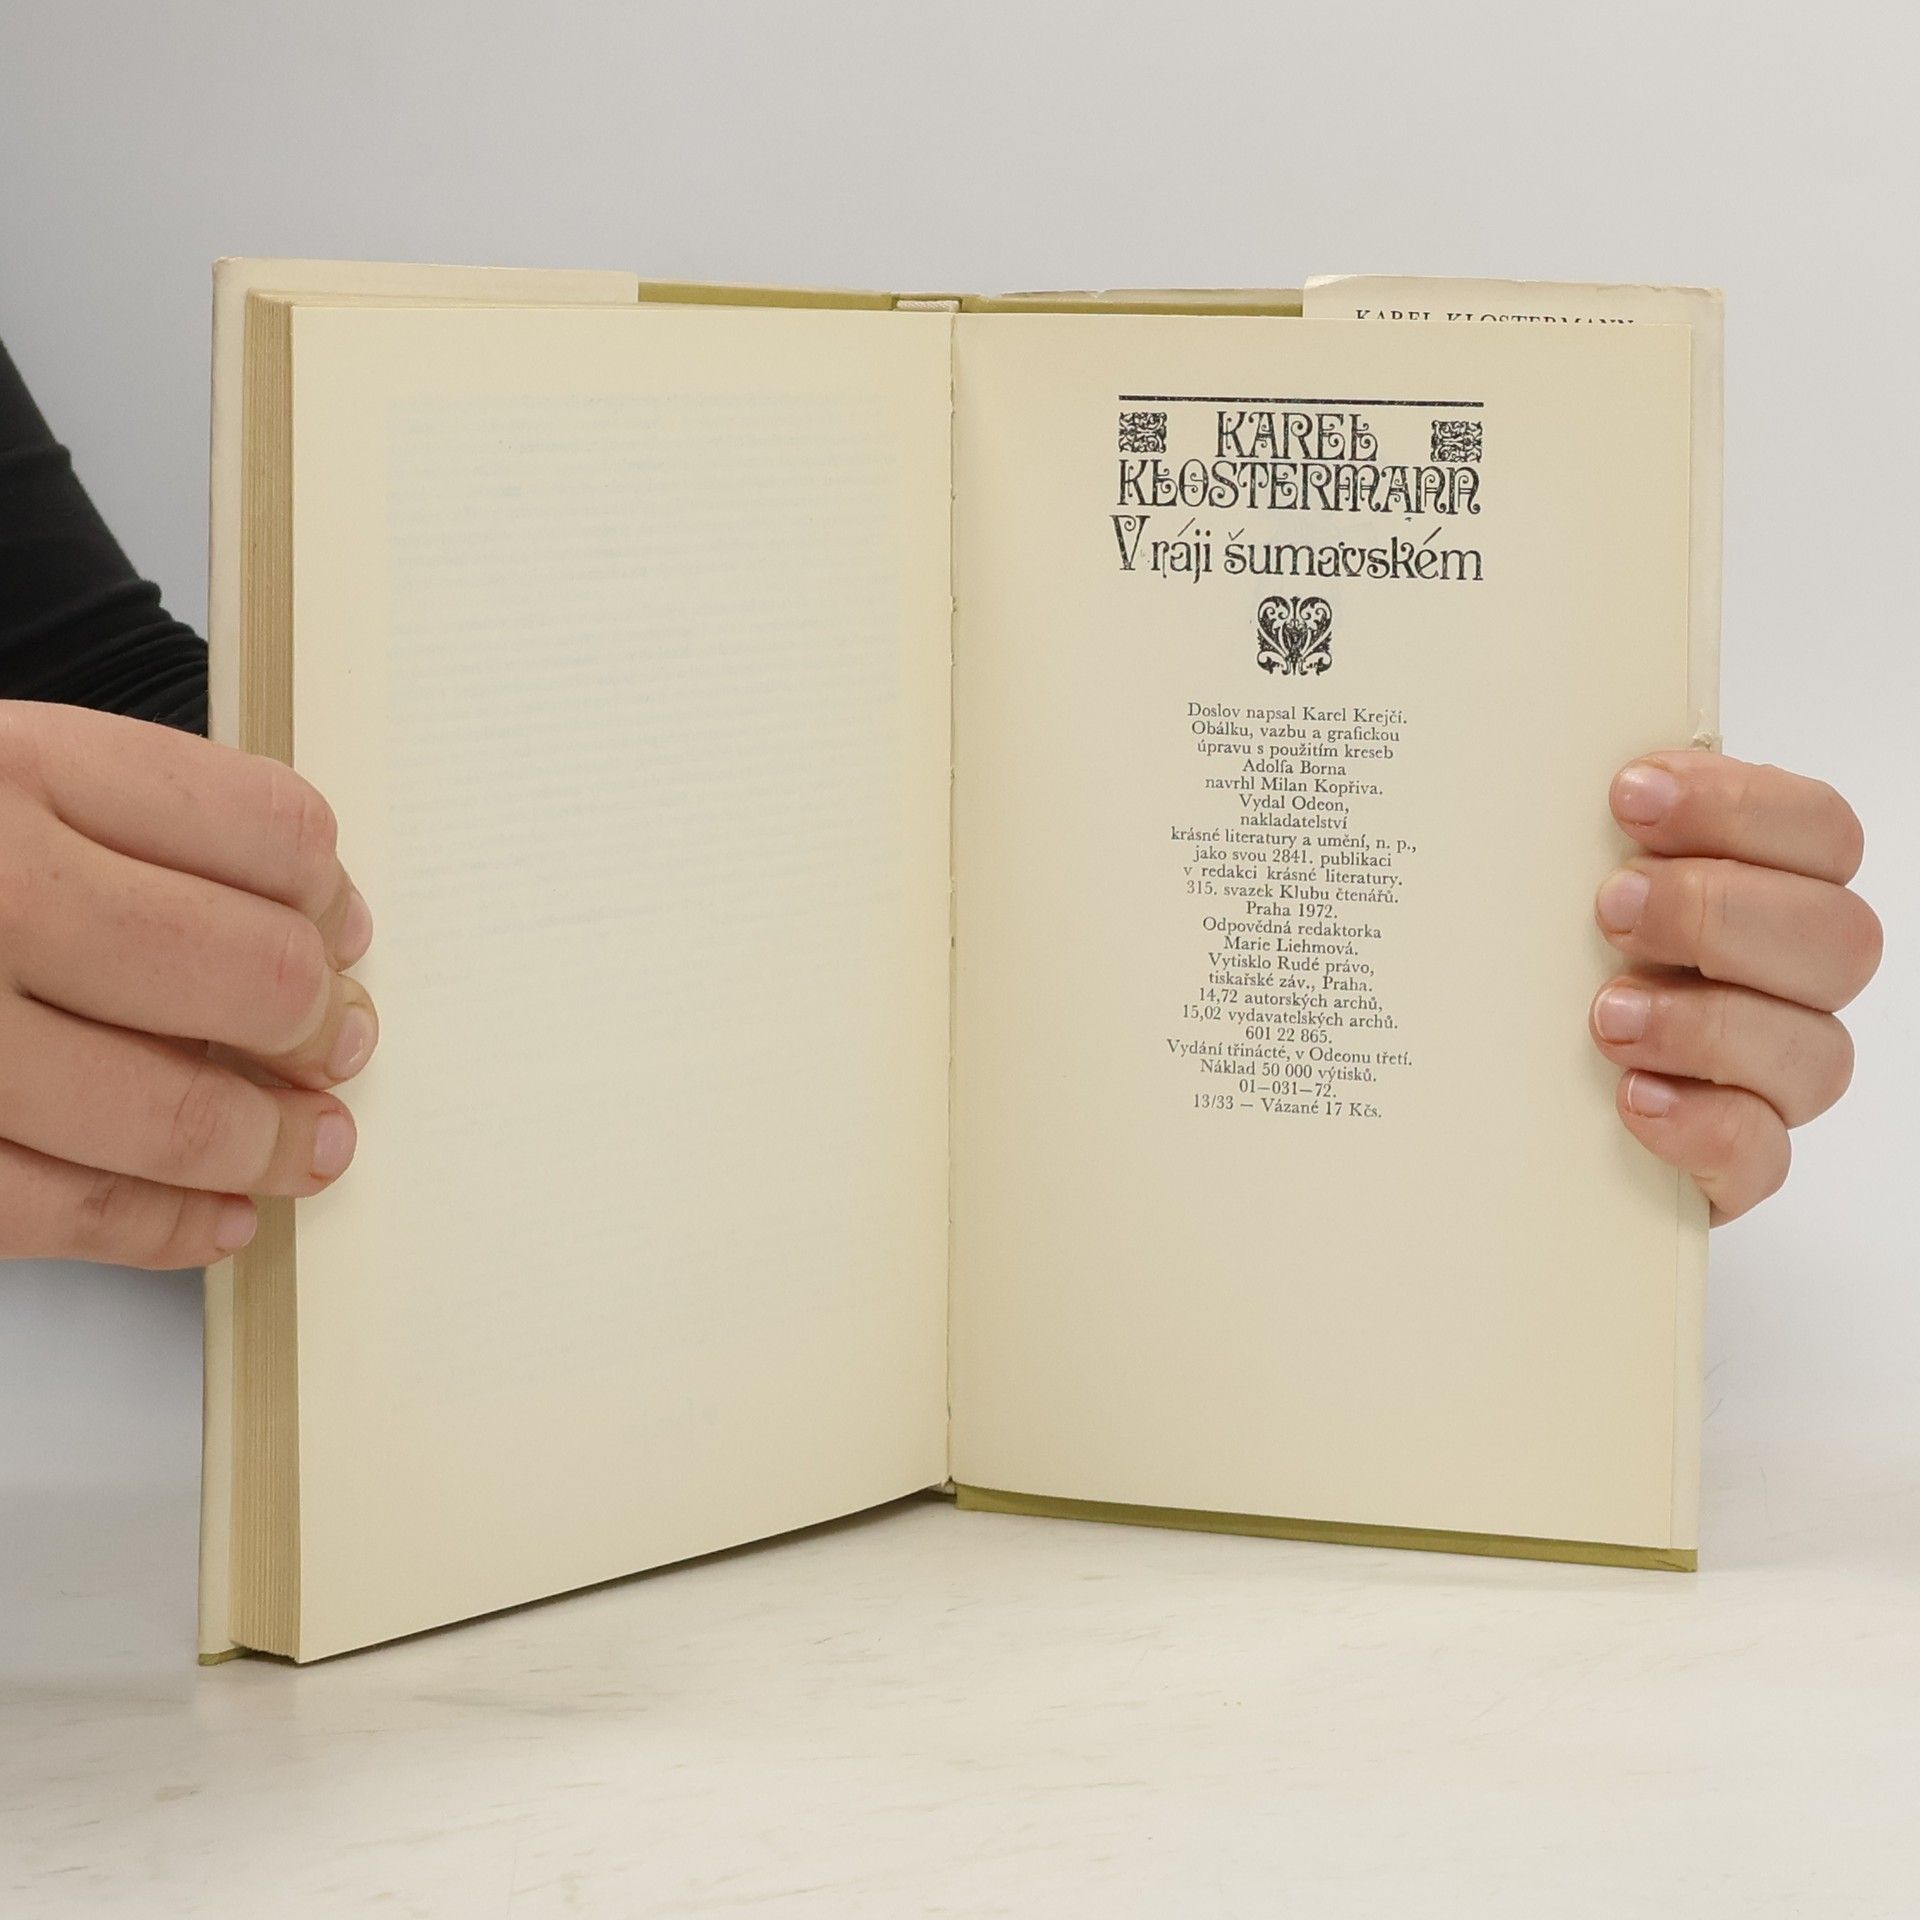 KAREL KLOSTERMANN
KAREL
KLOSTERMANN
V ráji šumavském
Doslov napsal Karel Krejčí.
Obálku, vazbu a grafickou
úpravu s použitím kreseb
Adolfa Borna
navrhl Milan Kopřiva.
Vydal Odeon,
nakladatelství
krásné literatury a umění, n. p.,
jako svou 2841. publikaci
v redakci krásné literatury.
315. svazek Klubu čtenářů.
Praha 1972.
Odpovědná redaktorka
Marie Liehmová.
Vytisklo Rudé právo,
tiskařské záv., Praha.
14,72 autorských archů,
15,02 vydavatelských archů.
601 22 865.
Vydání třinácté, v Odeonu třetí.
Náklad 50 000 výtisků.
01—031—72.
13/33 — Vázané 17 Kčs.